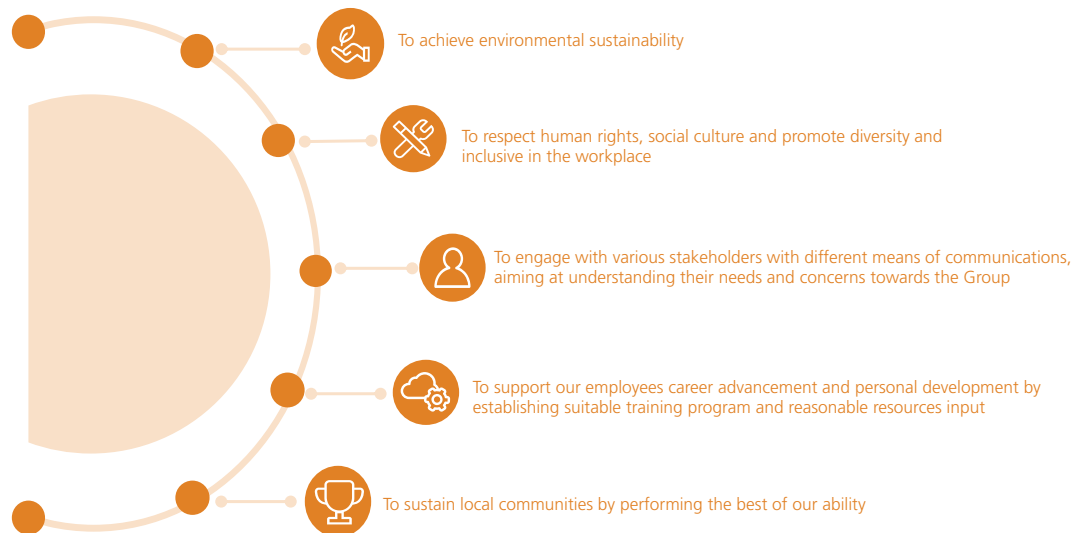 To achieve environmental sustainability
To respect human rights, social culture and promote diversity and
inclusive in the workplace
To engage with various stakeholders with different means of communications,
aiming at understanding their needs and concerns towards the Group
To support our employees career advancement and personal development by
establishing suitable training program and reasonable resources input
To sustain local communities by performing the best of our ability